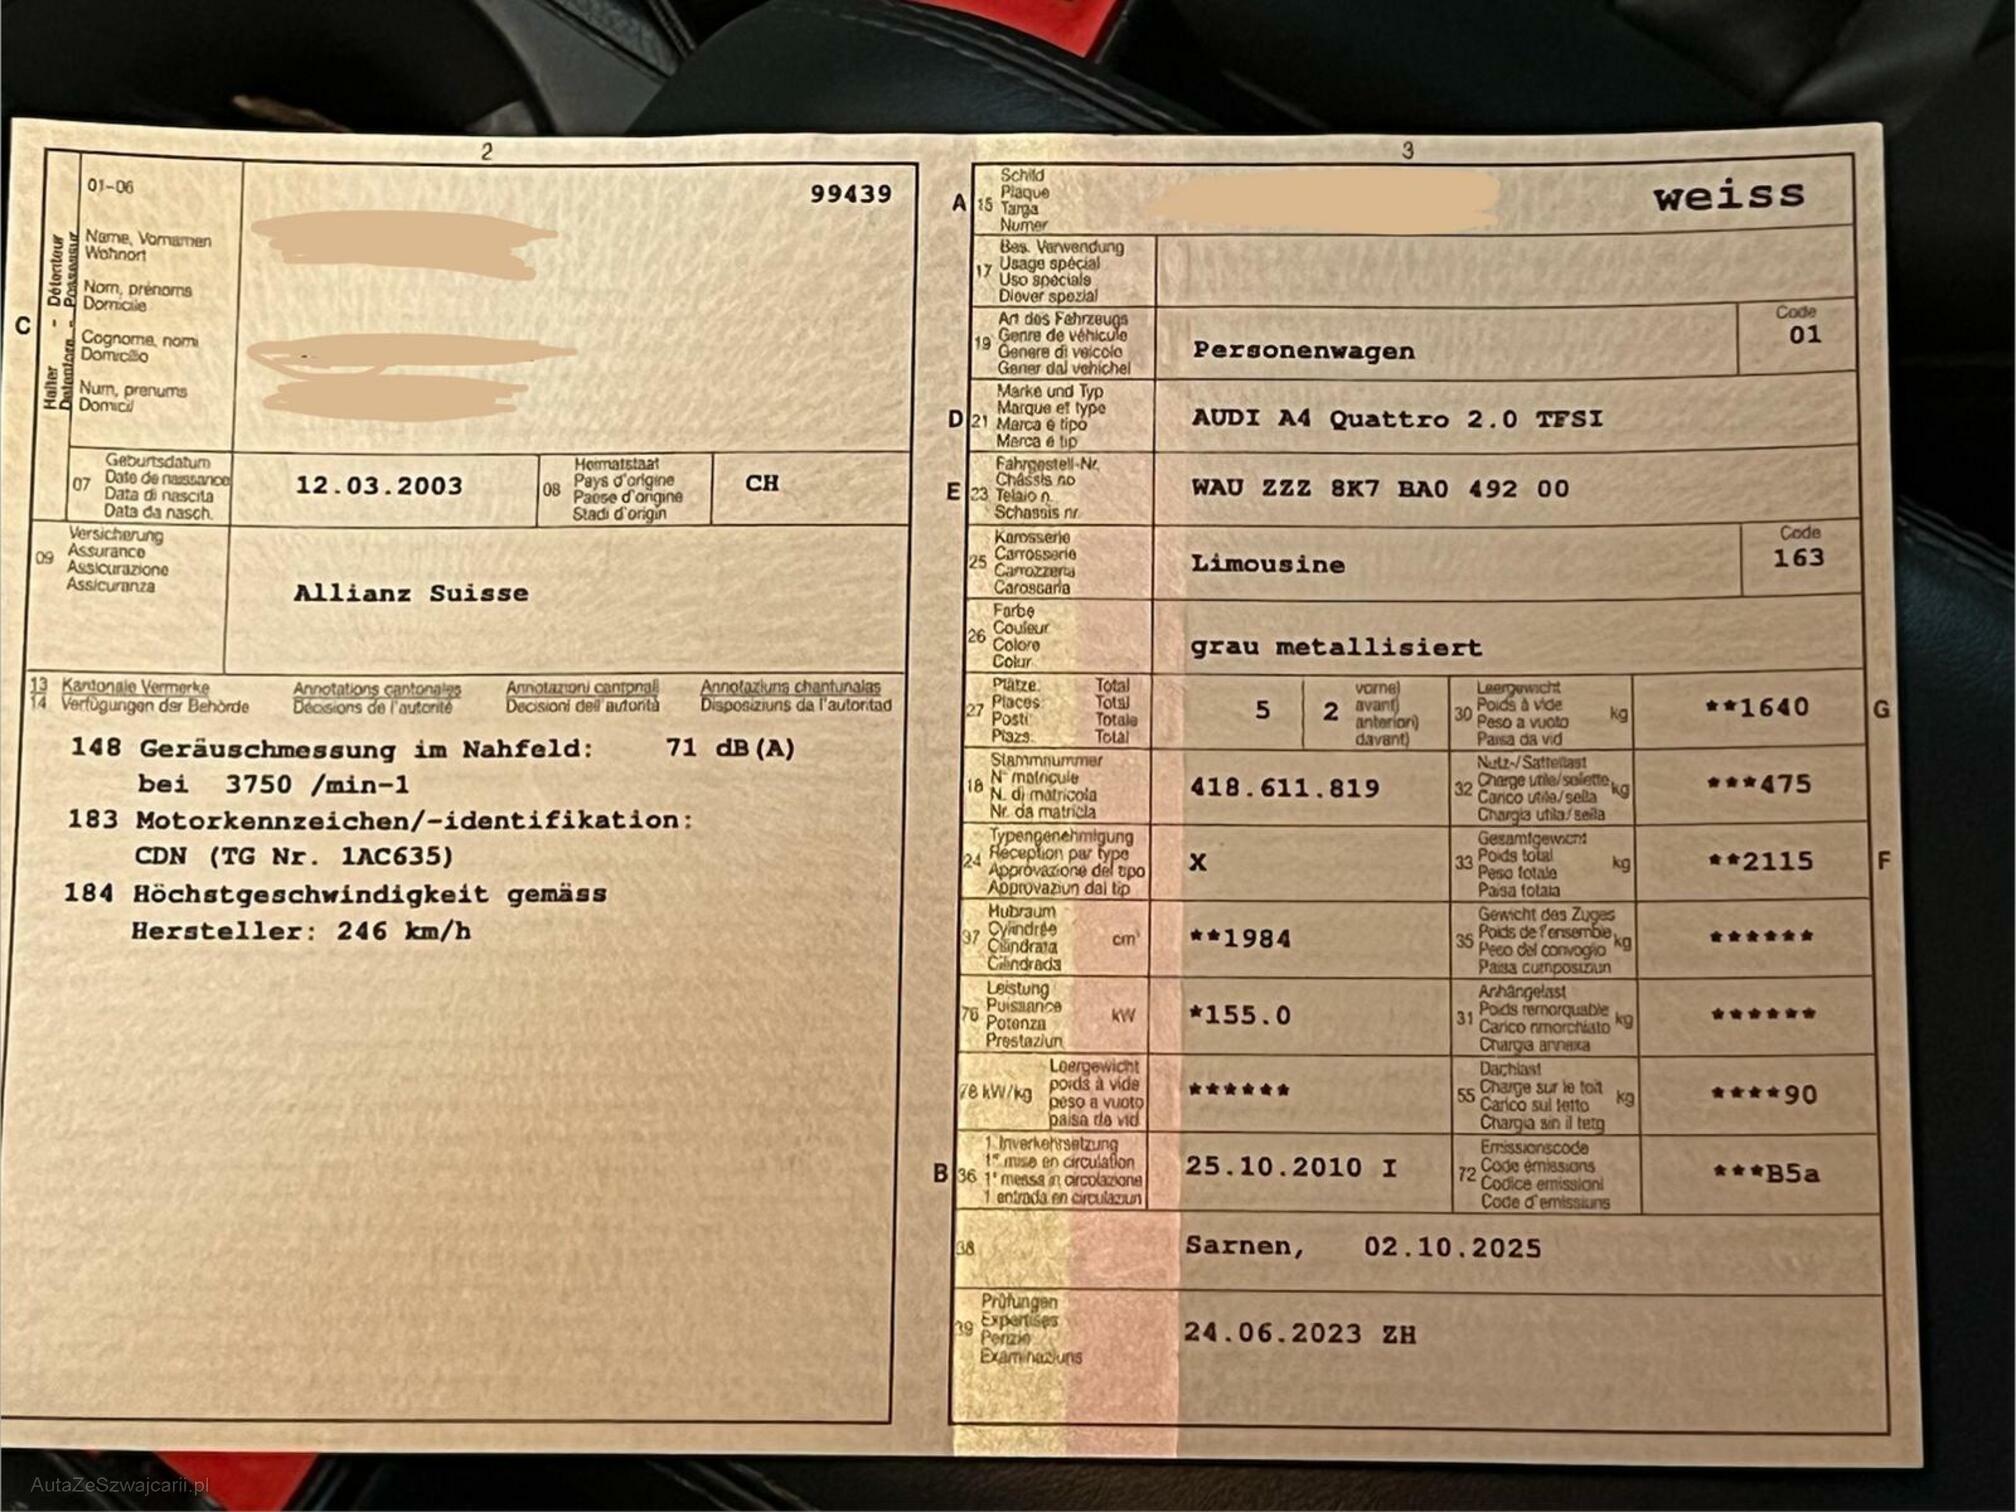 2
01-06
99439
C
Halter - Détenteur
Detentore - Possessur
Name, Vornamen
Wohnort
Nom, prénoms
Domicile
Cognome, nomi
Domicilio
Num, prenums
Domicil
07
Geburtsdatum
Date de naissance
Data di nascita
Data da nasch.
12.03.2003
08
Heimatstaat
Pays d'origine
Paese d'origine
Stadi d'origin
CH
09
Versicherung
Assurance
Assicurazione
Assicuranza
Allianz Suisse
13 Kantonale Vermerke Annotations cantonales Annotazioni cantonali Annotaziuns chantunalas
14 Verfügungen der Behörde Décisions de l'autorité Decisioni dell'autorità Disposiziuns da l'autoritad
148 Geräuschmessung im Nahfeld: 71 dB(A)
bei 3750 /min-1
183 Motorkennzeichen/-identifikation:
CDN (TG Nr. 1AC635)
184 Höchstgeschwindigkeit gemäss
Hersteller: 246 km/h
3
A
15
Schild
Plaque
Targa
Numer
weiss
17
Bes. Verwendung
Usage spécial
Uso speciale
Diever spezial
19
Art des Fahrzeugs
Genre de véhicule
Genere di veicolo
Gener dal vehichel
Personenwagen
Code
01
D
21
Marke und Typ
Marque et type
Marca e tipo
Marca e tip
AUDI A4 Quattro 2.0 TFSI
E
23
Fahrgestell-Nr.
Châssis no
Telaio n.
Schassis nr.
WAU ZZZ 8K7 BA0 492 00
25
Karosserie
Carrosserie
Carrozzeria
Carossaria
Limousine
Code
163
26
Farbe
Couleur
Colore
Colur
grau metallisiert
27
Plätze Total
Places Total
Posti Totale
Plazs Total
5
2
vorne)
avant)
anteriori)
davant)
30
Leergewicht
Poids à vide
Peso a vuoto
Paisa da vid
kg
**1640
G
18
Stammnummer
N° matricule
N. di matricola
Nr. da matricla
418.611.819
32
Nutz-/Sattellast
Charge utile/sellette
Carico utile/sella
Chargia utila/sella
kg
***475
24
Typengenehmigung
Réception par type
Approvazione del tipo
Approvaziun dal tip
X
33
Gesamtgewicht
Poids total
Peso totale
Paisa totala
kg
**2115
F
37
Hubraum
Cylindrée
Cilindrata
Cilindrada
cm³
**1984
35
Gewicht des Zuges
Poids de l'ensemble
Peso del convoglio
Paisa cumposiziun
kg
******
76
Leistung
Puissance
Potenza
Prestaziun
kW
*155.0
31
Anhängelast
Poids remorquable
Carico rimorchiato
Chargia annexa
kg
******
78 kW/kg
Leergewicht
poids à vide
peso a vuoto
paisa da vid
******
55
Dachlast
Charge sur le toit
Carico sul tetto
Chargia sin il tetg
kg
****90
B
36
1. Inverkehrsetzung
1re mise en circulation
1a messa in circolazione
1. entrada en circulaziun
25.10.2010 I
72
Emissionscode
Code émissions
Codice emissioni
Code d'emissiuns
***B5a
38
Sarnen, 02.10.2025
39
Prüfungen
Expertises
Perizie
Examinaziuns
24.06.2023 ZH
AutaZeSzwajcarii.pl